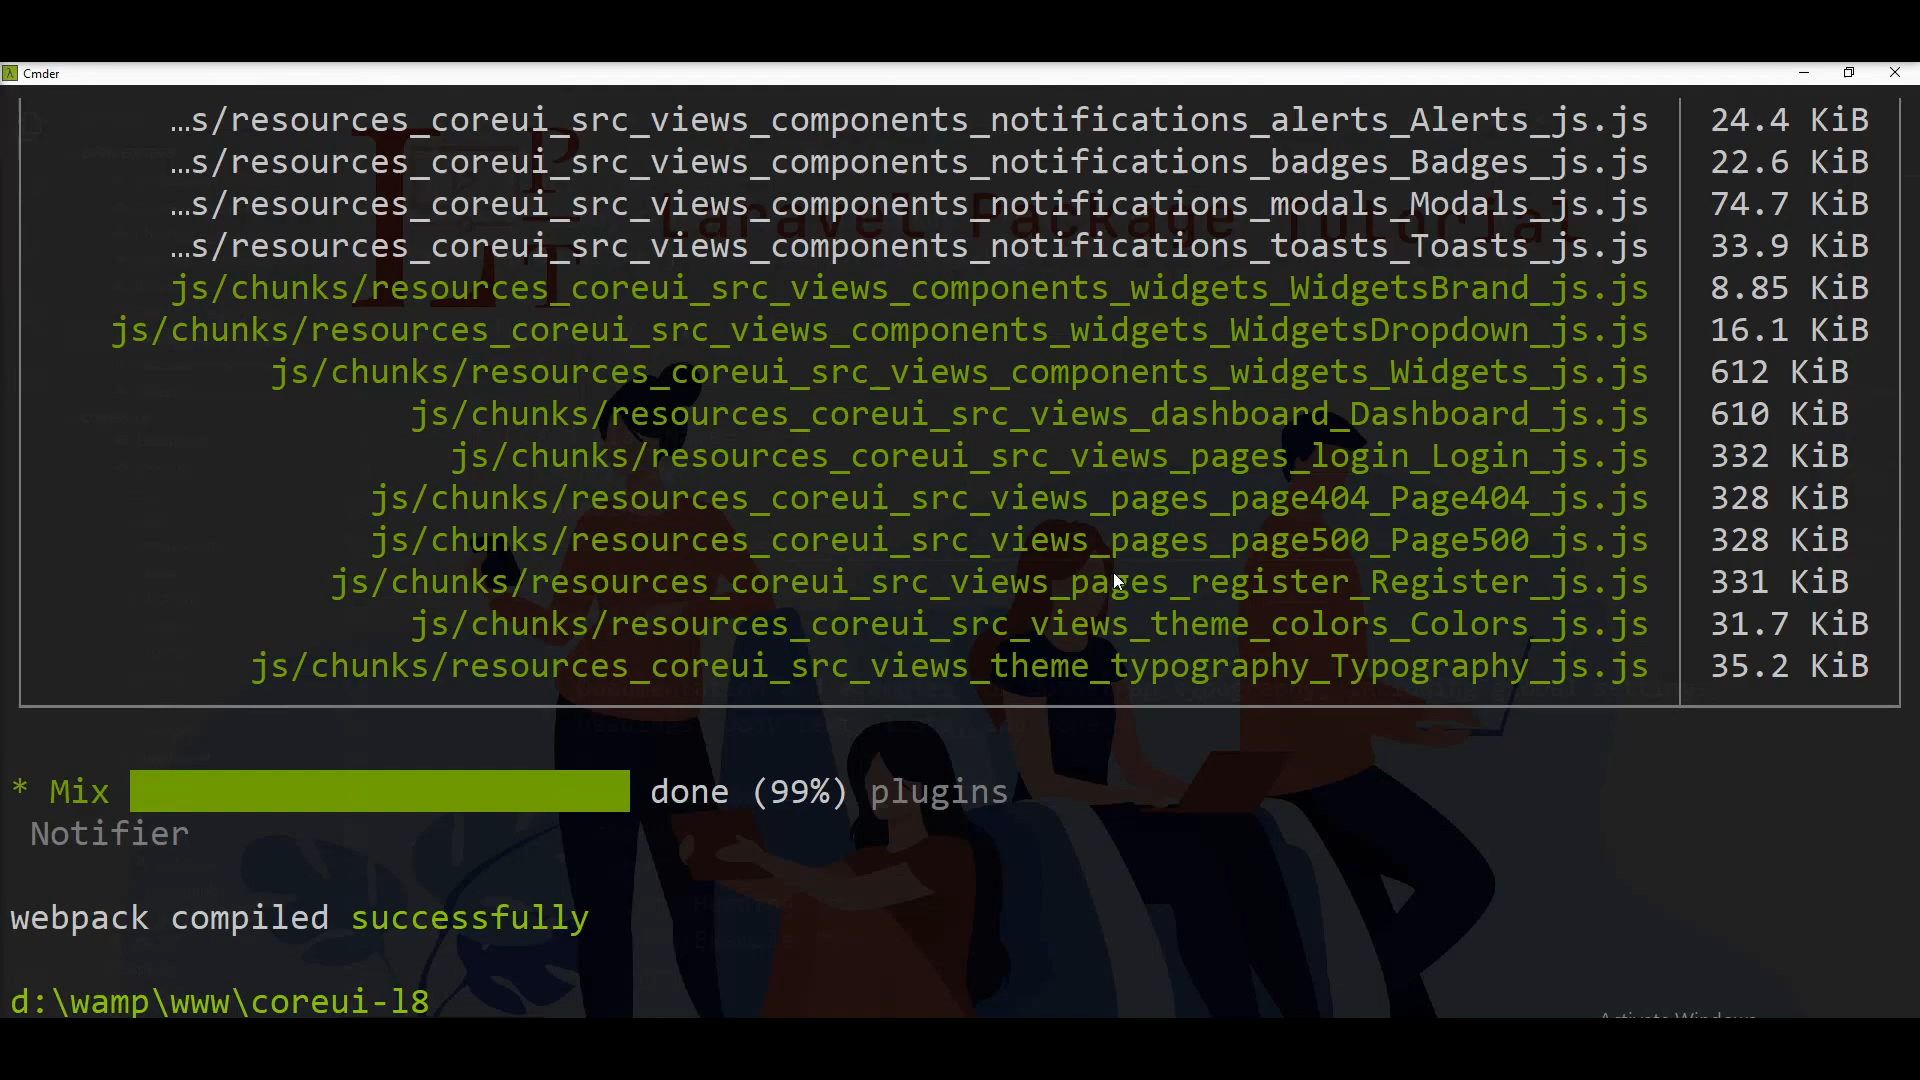 Cmder
…s/resources_coreui_src_views_components_notifications_alerts_Alerts_js.js 24.4 KiB
…s/resources_coreui_src_views_components_notifications_badges_Badges_js.js 22.6 KiB
…s/resources_coreui_src_views_components_notifications_modals_Modals_js.js 74.7 KiB
Laravel Package Tutorial
…s/resources_coreui_src_views_components_notifications_toasts_Toasts_js.js 33.9 KiB
js/chunks/resources_coreui_src_views_components_widgets_WidgetsBrand_js.js 8.85 KiB
js/chunks/resources_coreui_src_views_components_widgets_WidgetsDropdown_js.js 16.1 KiB
js/chunks/resources_coreui_src_views_components_widgets_Widgets_js.js 612 KiB
js/chunks/resources_coreui_src_views_dashboard_Dashboard_js.js 610 KiB
js/chunks/resources_coreui_src_views_pages_login_Login_js.js 332 KiB
js/chunks/resources_coreui_src_views_pages_page404_Page404_js.js 328 KiB
js/chunks/resources_coreui_src_views_pages_page500_Page500_js.js 328 KiB
js/chunks/resources_coreui_src_views_pages_register_Register_js.js 331 KiB
js/chunks/resources_coreui_src_views_theme_colors_Colors_js.js 31.7 KiB
js/chunks/resources_coreui_src_views_theme_typography_Typography_js.js 35.2 KiB
* Mix done (99%) plugins
Notifier
webpack compiled successfully
d:\wamp\www\coreui-l8
Activate Windows